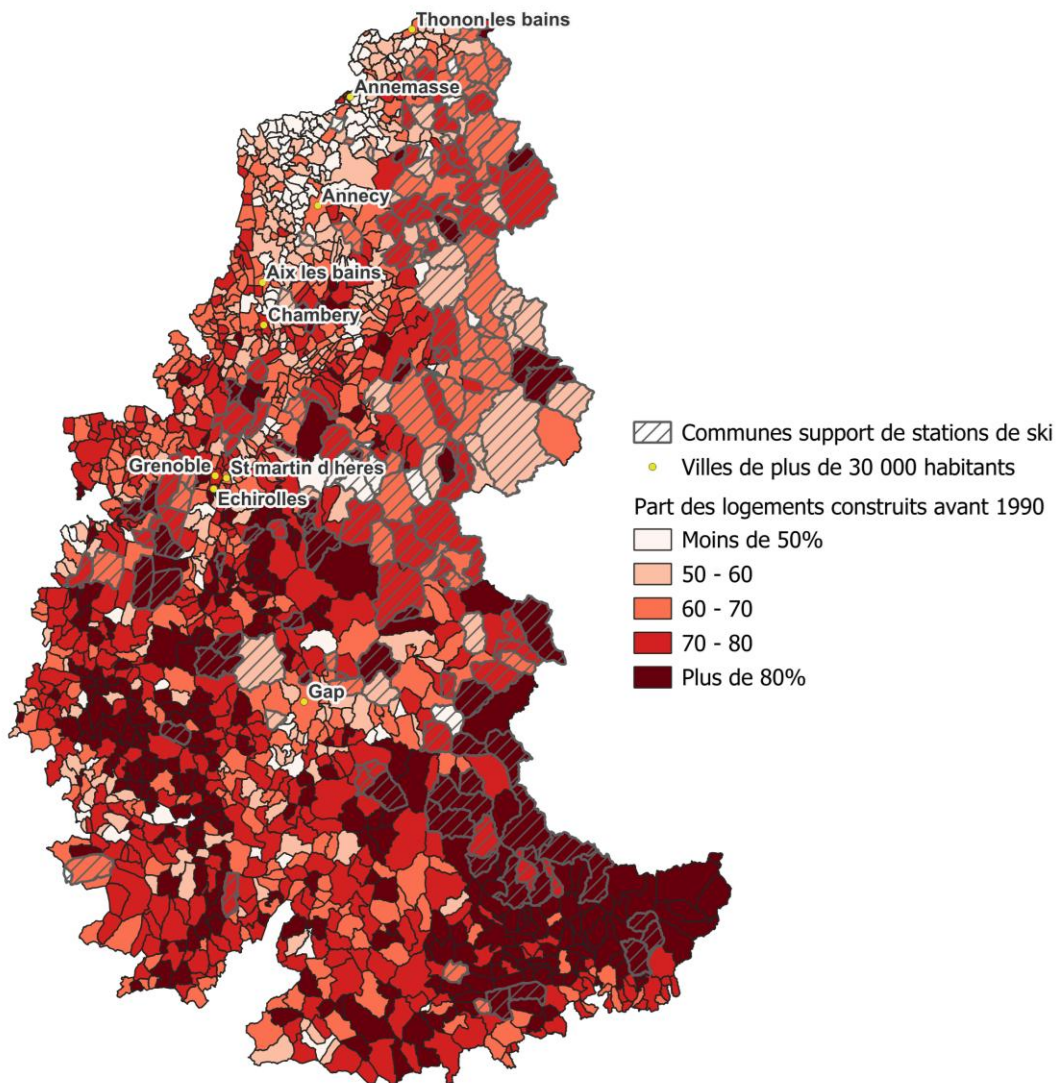 Thonon les bains
Annemasse
Annecy
Aix les bains
Chambery
Grenoble
St martin d heres
Echirolles
Gap
Communes support de stations de ski
Villes de plus de 30 000 habitants
Part des logements construits avant 1990
Moins de 50%
50 - 60
60 - 70
70 - 80
Plus de 80%